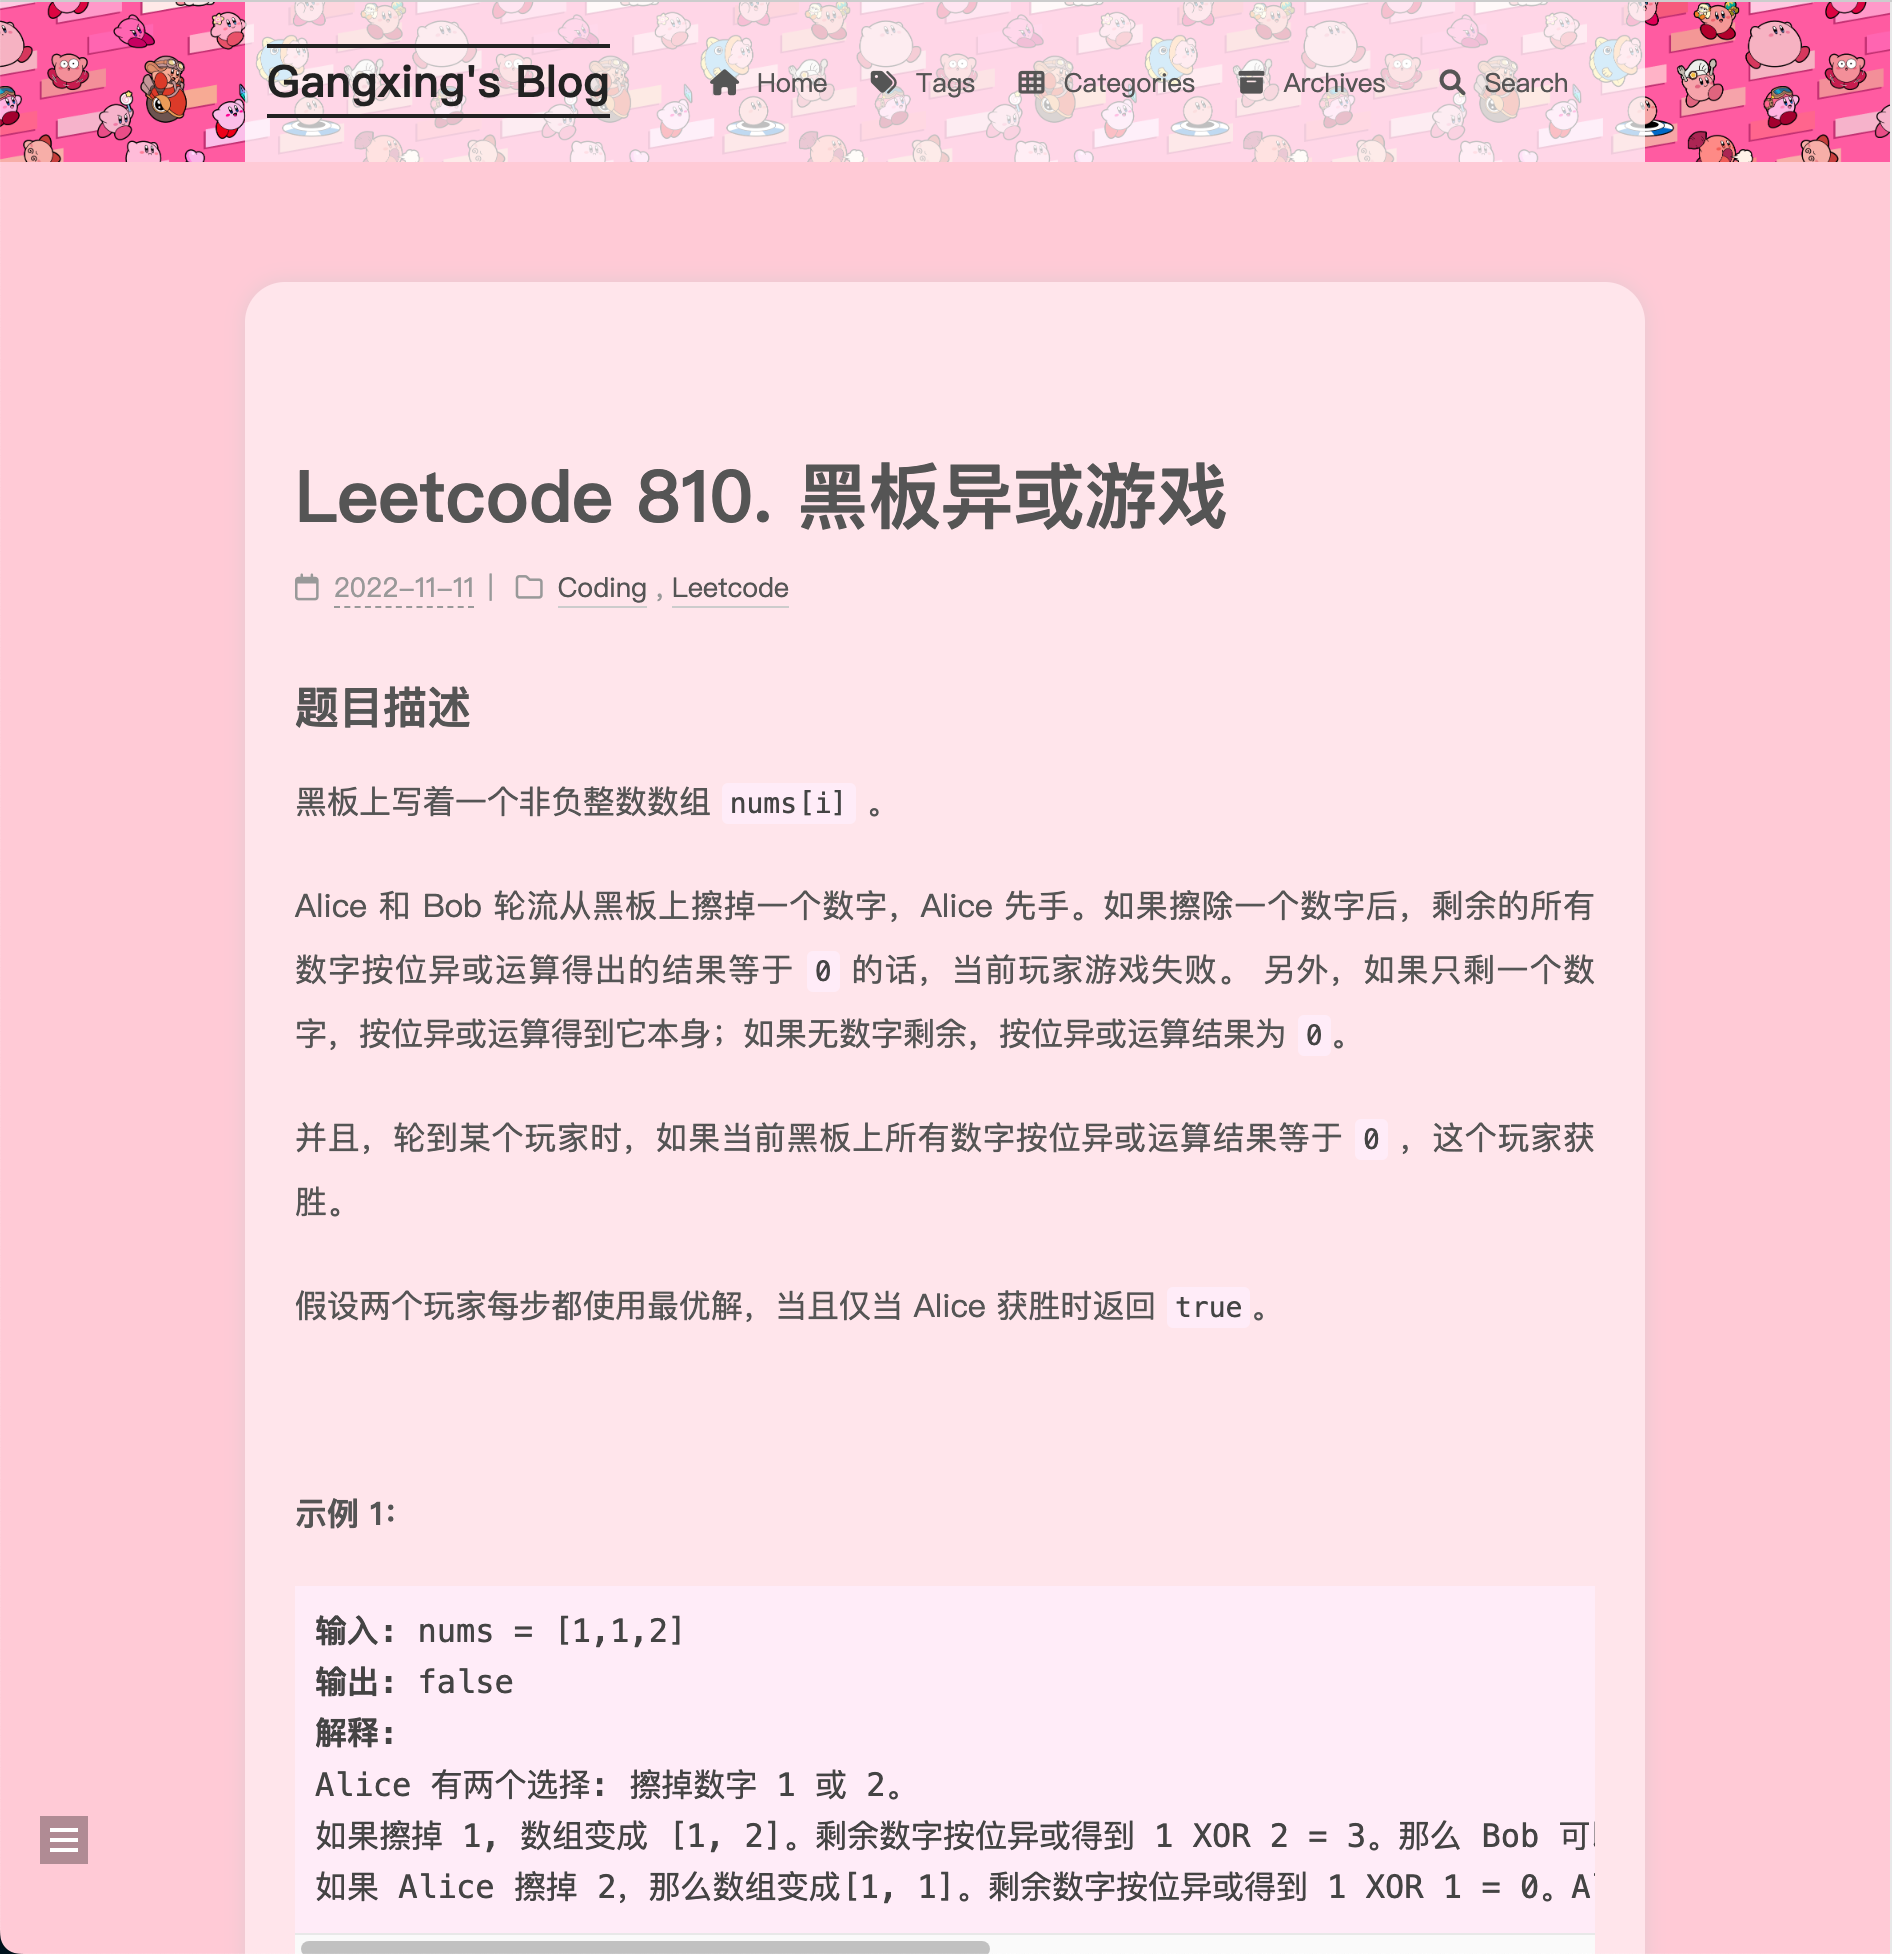 Gangxing's Blog
Home Tags Categories Archives Search
Leetcode 810. 黑板异或游戏
2022-11-11 | Coding , Leetcode
题目描述
黑板上写着一个非负整数数组 nums[i] 。
Alice 和 Bob 轮流从黑板上擦掉一个数字，Alice 先手。如果擦除一个数字后，剩余的所有
数字按位异或运算得出的结果等于 0 的话，当前玩家游戏失败。 另外，如果只剩一个数
字，按位异或运算得到它本身；如果无数字剩余，按位异或运算结果为 0。
并且，轮到某个玩家时，如果当前黑板上所有数字按位异或运算结果等于 0 ，这个玩家获
胜。
假设两个玩家每步都使用最优解，当且仅当 Alice 获胜时返回 true。
示例 1:
输入: nums = [1,1,2]
输出: false
解释:
Alice 有两个选择: 擦掉数字 1 或 2。
如果擦掉 1, 数组变成 [1, 2]。剩余数字按位异或得到 1 XOR 2 = 3。那么 Bob 可
如果 Alice 擦掉 2，那么数组变成[1, 1]。剩余数字按位异或得到 1 XOR 1 = 0。